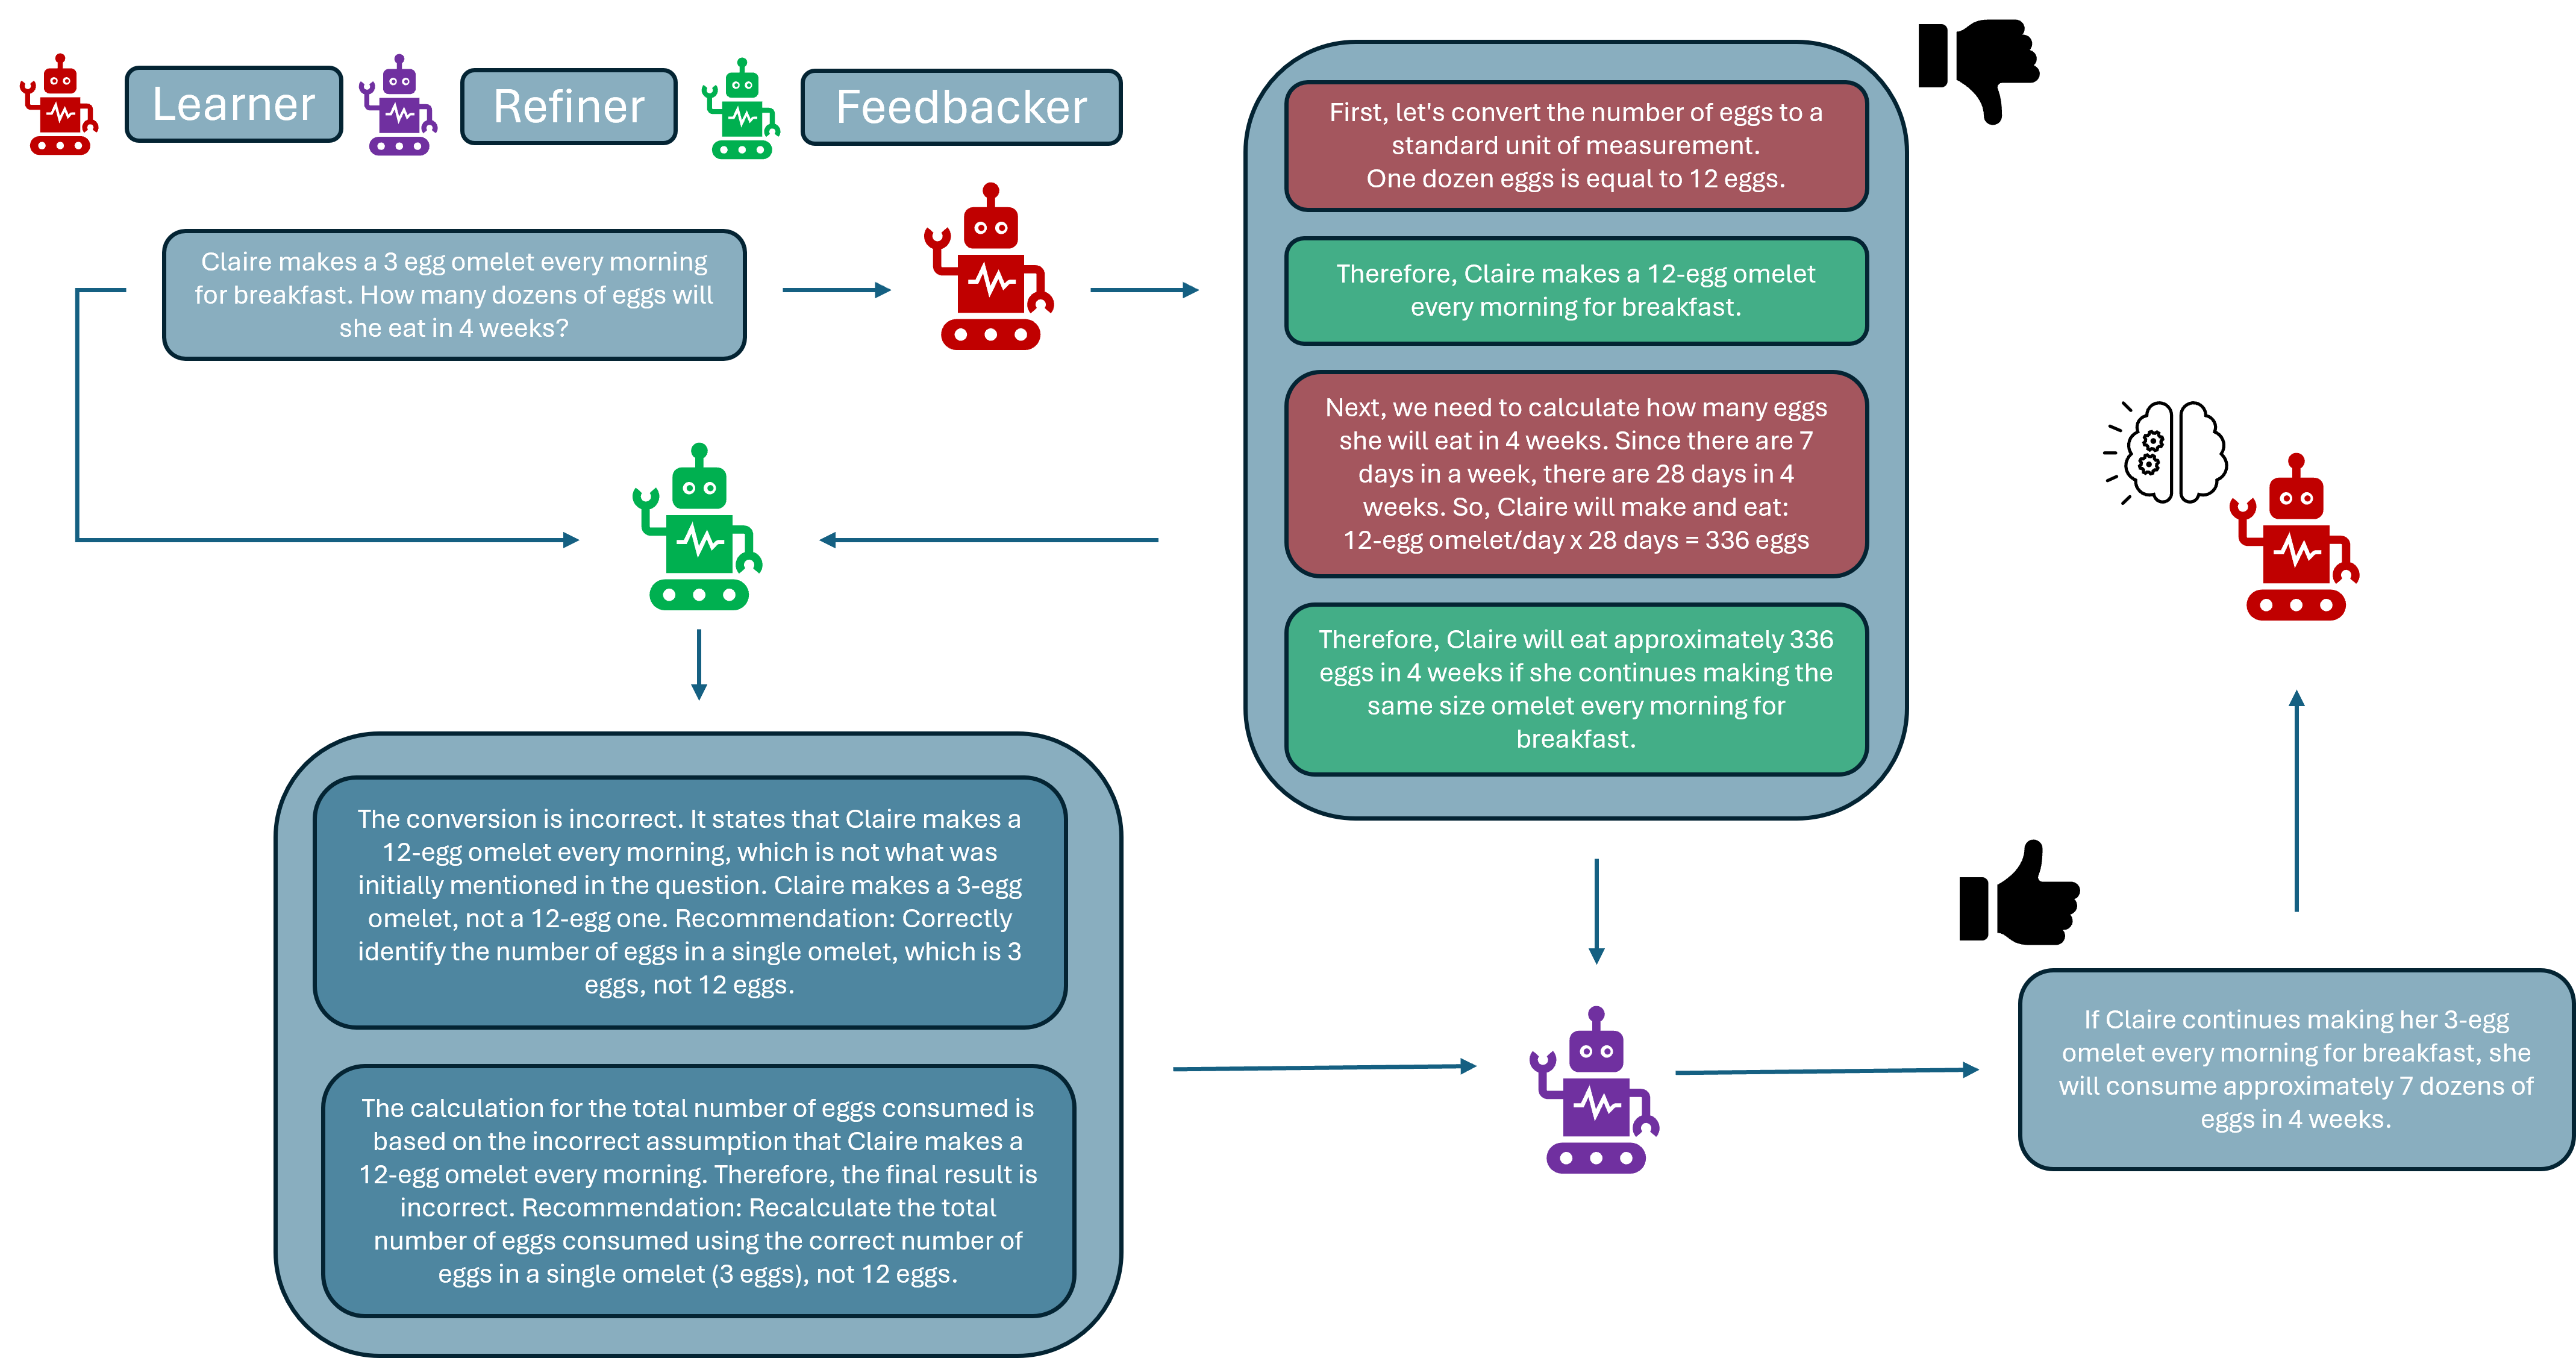 Learner
Refiner
Feedbacker
Claire makes a 3 egg omelet every morning
for breakfast. How many dozens of eggs will
she eat in 4 weeks?
First, let's convert the number of eggs to a
standard unit of measurement.
One dozen eggs is equal to 12 eggs.
Therefore, Claire makes a 12-egg omelet
every morning for breakfast.
Next, we need to calculate how many eggs
she will eat in 4 weeks. Since there are 7
days in a week, there are 28 days in 4
weeks. So, Claire will make and eat:
12-egg omelet/day x 28 days = 336 eggs
Therefore, Claire will eat approximately 336
eggs in 4 weeks if she continues making the
same size omelet every morning for
breakfast.
The conversion is incorrect. It states that Claire makes a
12-egg omelet every morning, which is not what was
initially mentioned in the question. Claire makes a 3-egg
omelet, not a 12-egg one. Recommendation: Correctly
identify the number of eggs in a single omelet, which is 3
eggs, not 12 eggs.
The calculation for the total number of eggs consumed is
based on the incorrect assumption that Claire makes a
12-egg omelet every morning. Therefore, the final result is
incorrect. Recommendation: Recalculate the total
number of eggs consumed using the correct number of
eggs in a single omelet (3 eggs), not 12 eggs.
If Claire continues making her 3-egg
omelet every morning for breakfast, she
will consume approximately 7 dozens of
eggs in 4 weeks.